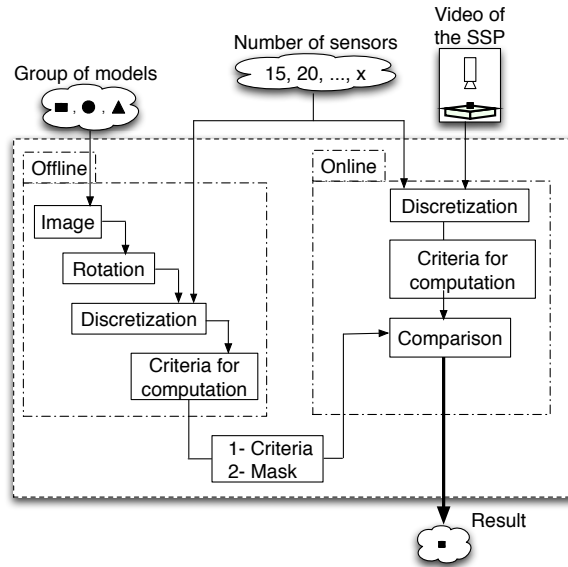 Number of sensors
15, 20, ..., x
Video of
the SSP
Group of models
, ,
Offline
Image
Rotation
Discretization
Criteria for
computation
1- Criteria
2- Mask
Online
Discretization
Criteria for
computation
Comparison
Result